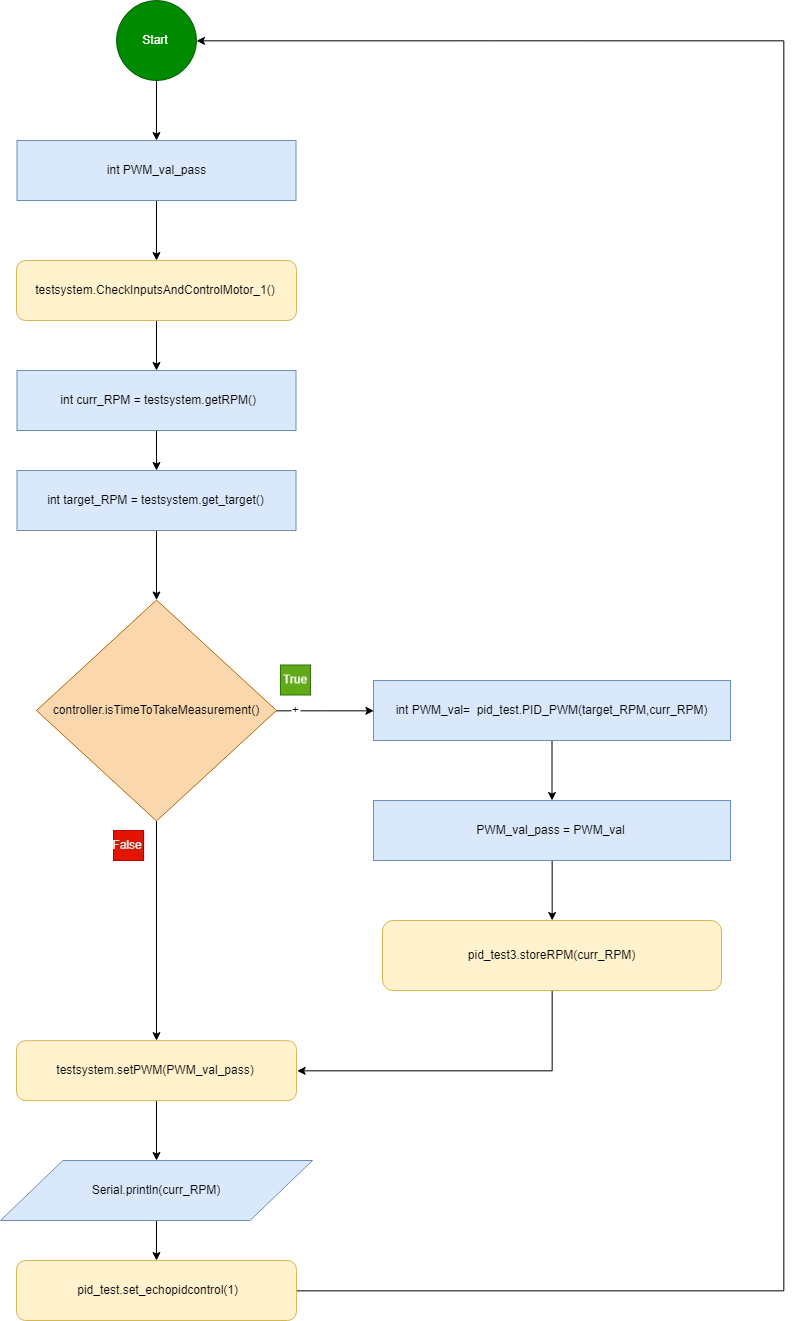 Start
int PWM_val_pass
testsystem.CheckInputsAndControlMotor_1()
int curr_RPM = testsystem.getRPM()
int target_RPM = testsystem.get_target()
controller.isTimeToTakeMeasurement()
True
+
int PWM_val=  pid_test.PID_PWM(target_RPM,curr_RPM)
PWM_val_pass = PWM_val
pid_test3.storeRPM(curr_RPM)
False
testsystem.setPWM(PWM_val_pass)
Serial.println(curr_RPM)
pid_test.set_echopidcontrol(1)